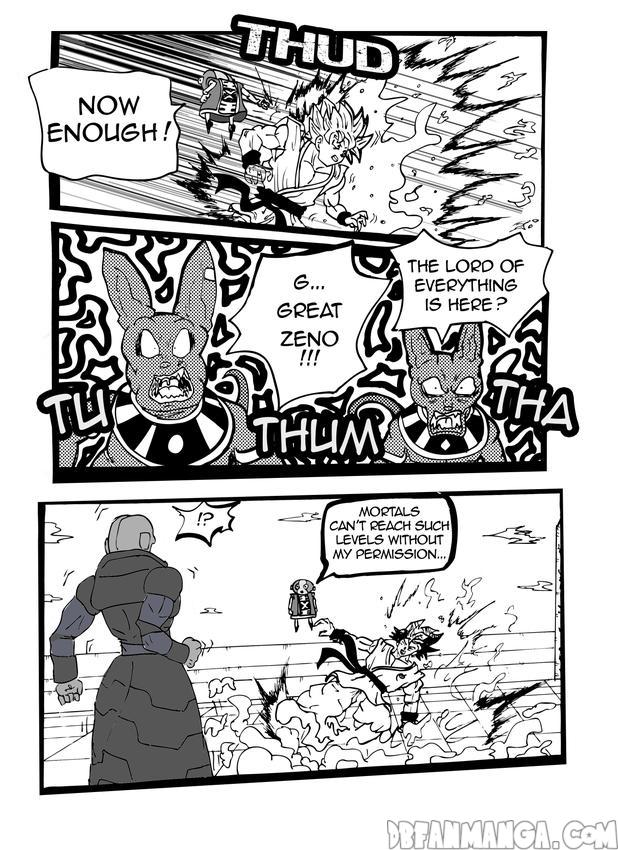 THUD
NOW
ENOUGH!
G...
GREAT
ZENO
!!!
THE LORD OF
EVERYTHING
IS HERE?
TU
THUM
THA
!?
MORTALS
CAN'T REACH SUCH
LEVELS WITHOUT
MY PERMISSION...
DBFANMANGA.COM